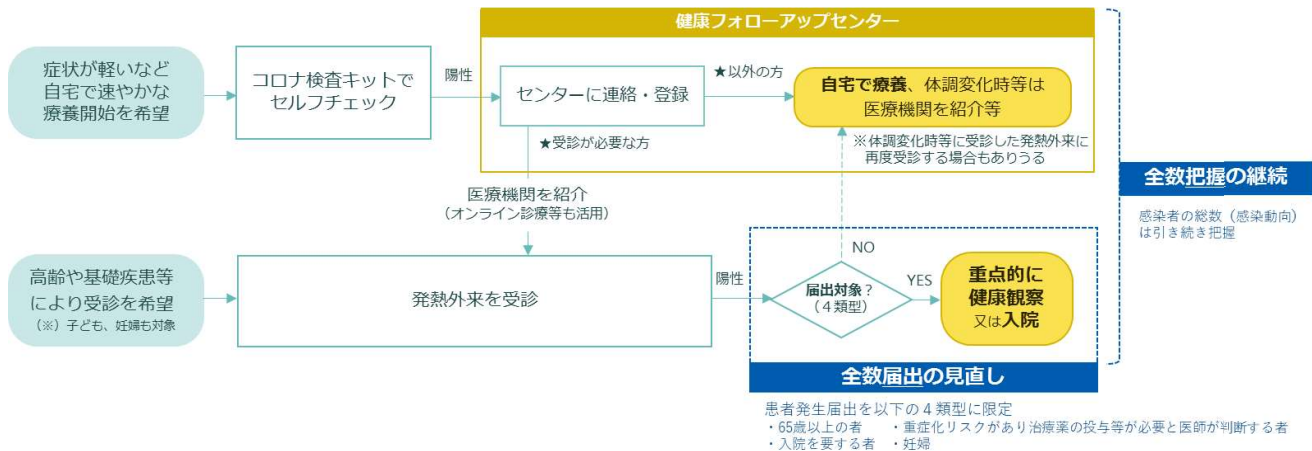 健康フォローアップセンター
症状が軽いなど
自宅で速やかな
療養開始を希望
コロナ検査キットで
セルフチェック
陽性
センターに連絡・登録
★以外の方
自宅で療養、体調変化時等は
医療機関を紹介等
★受診が必要な方
※体調変化時等に受診した発熱外来に
再度受診する場合もありうる
医療機関を紹介
（オンライン診療等も活用）
全数把握の継続
感染者の総数（感染動向）
は引き続き把握
高齢や基礎疾患等
により受診を希望
（※）子ども、妊婦も対象
発熱外来を受診
陽性
届出対象？
（４類型）
NO
YES
重点的に
健康観察
又は入院
全数届出の見直し
患者発生届出を以下の４類型に限定
・65歳以上の者　・重症化リスクがあり治療薬の投与等が必要と医師が判断する者
・入院を要する者　・妊婦